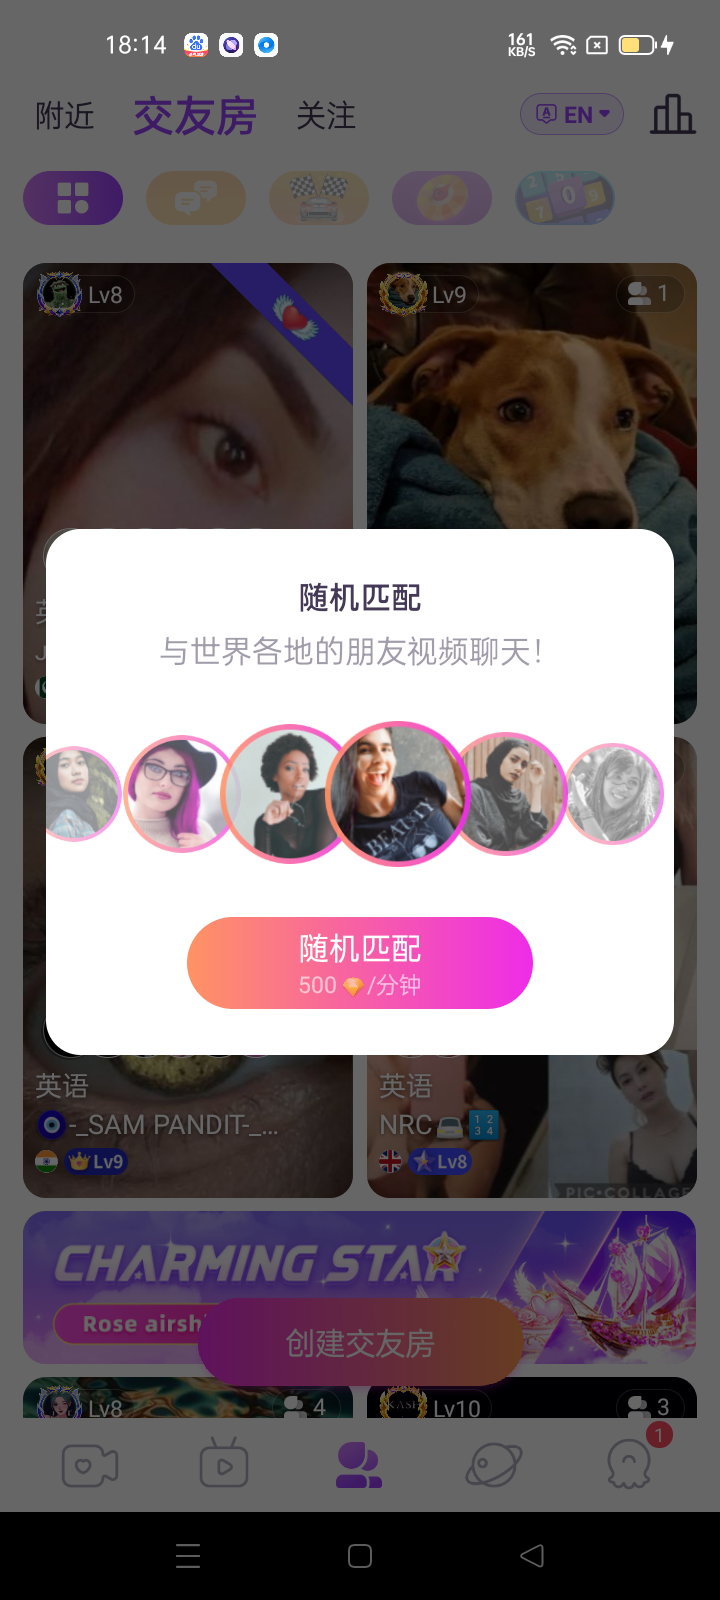 18:14
161
KB/S
附近
交友房
关注
EN
Lv8
Lv9
1
随机匹配
与世界各地的朋友视频聊天!
随机匹配
500 /分钟
英语
-_SAM PANDIT-_...
Lv9
英语
NRC
Lv8
PIC•COLLAGE
CHARMING STAR
Rose airshi
创建交友房
Lv8
4
Lv10
3
1